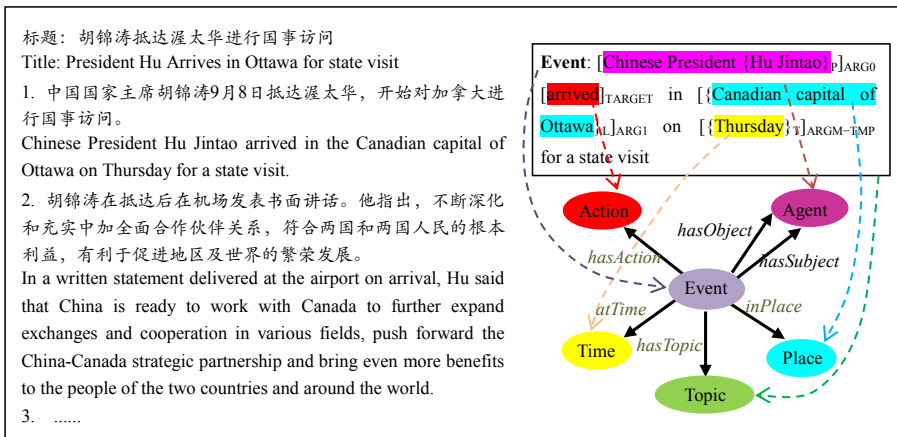 标题：胡锦涛抵达渥太华进行国事访问
Title: President Hu Arrives in Ottawa for state visit
1. 中国国家主席胡锦涛9月8日抵达渥太华，开始对加拿大进
行国事访问。
Chinese President Hu Jintao arrived in the Canadian capital of
Ottawa on Thursday for a state visit.
2. 胡锦涛在抵达后在机场发表书面讲话。他指出，不断深化
和充实中加全面合作伙伴关系，符合两国和两国人民的根本
利益，有利于促进地区及世界的繁荣发展。
In a written statement delivered at the airport on arrival, Hu said
that China is ready to work with Canada to further expand
exchanges and cooperation in various fields, push forward the
China-Canada strategic partnership and bring even more benefits
to the people of the two countries and around the world.
3. ......
Event: [Chinese President {Hu Jintao}P]ARG0
[arrived]TARGET in [{Canadian capital of
Ottawa}L]ARG1 on [{Thursday}T]ARGM-TMP
for a state visit
Action
Agent
hasObject
hasAction
hasSubject
Event
atTime
inPlace
Time
hasTopic
Place
Topic